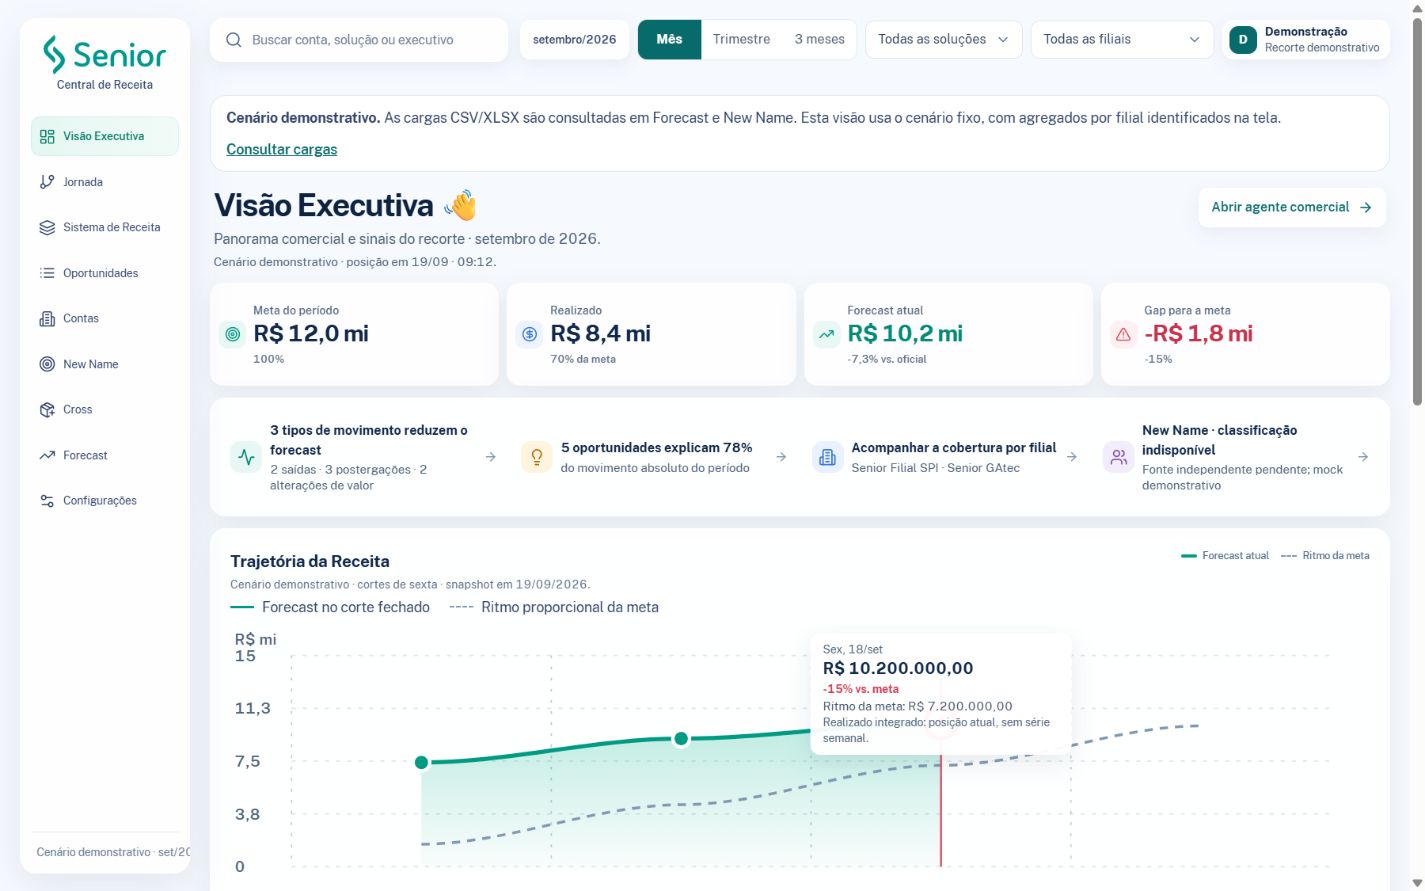 Senior
Central de Receita
Visão Executiva
Jornada
Sistema de Receita
Oportunidades
Contas
New Name
Cross
Forecast
Configurações
Cenário demonstrativo · set/20
Buscar conta, solução ou executivo
setembro/2026
Mês
Trimestre
3 meses
Todas as soluções
Todas as filiais
D
Demonstração
Recorte demonstrativo
Cenário demonstrativo. As cargas CSV/XLSX são consultadas em Forecast e New Name. Esta visão usa o cenário fixo, com agregados por filial identificados na tela.
Consultar cargas
Visão Executiva 👋
Panorama comercial e sinais do recorte · setembro de 2026.
Cenário demonstrativo · posição em 19/09 · 09:12.
Abrir agente comercial
Meta do período
R$ 12,0 mi
100%
Realizado
R$ 8,4 mi
70% da meta
Forecast atual
R$ 10,2 mi
-7,3% vs. oficial
Gap para a meta
-R$ 1,8 mi
-15%
3 tipos de movimento reduzem o
forecast
2 saídas · 3 postergações · 2
alterações de valor
5 oportunidades explicam 78%
do movimento absoluto do período
Acompanhar a cobertura por filial
Senior Filial SPI · Senior GAtec
New Name · classificação
indisponível
Fonte independente pendente; mock
demonstrativo
Trajetória da Receita
Cenário demonstrativo · cortes de sexta · snapshot em 19/09/2026.
Forecast atual
Ritmo da meta
Forecast no corte fechado
Ritmo proporcional da meta
R$ mi
15
11,3
7,5
3,8
0
Sex, 18/set
R$ 10.200.000,00
-15% vs. meta
Ritmo da meta: R$ 7.200.000,00
Realizado integrado: posição atual, sem série
semanal.